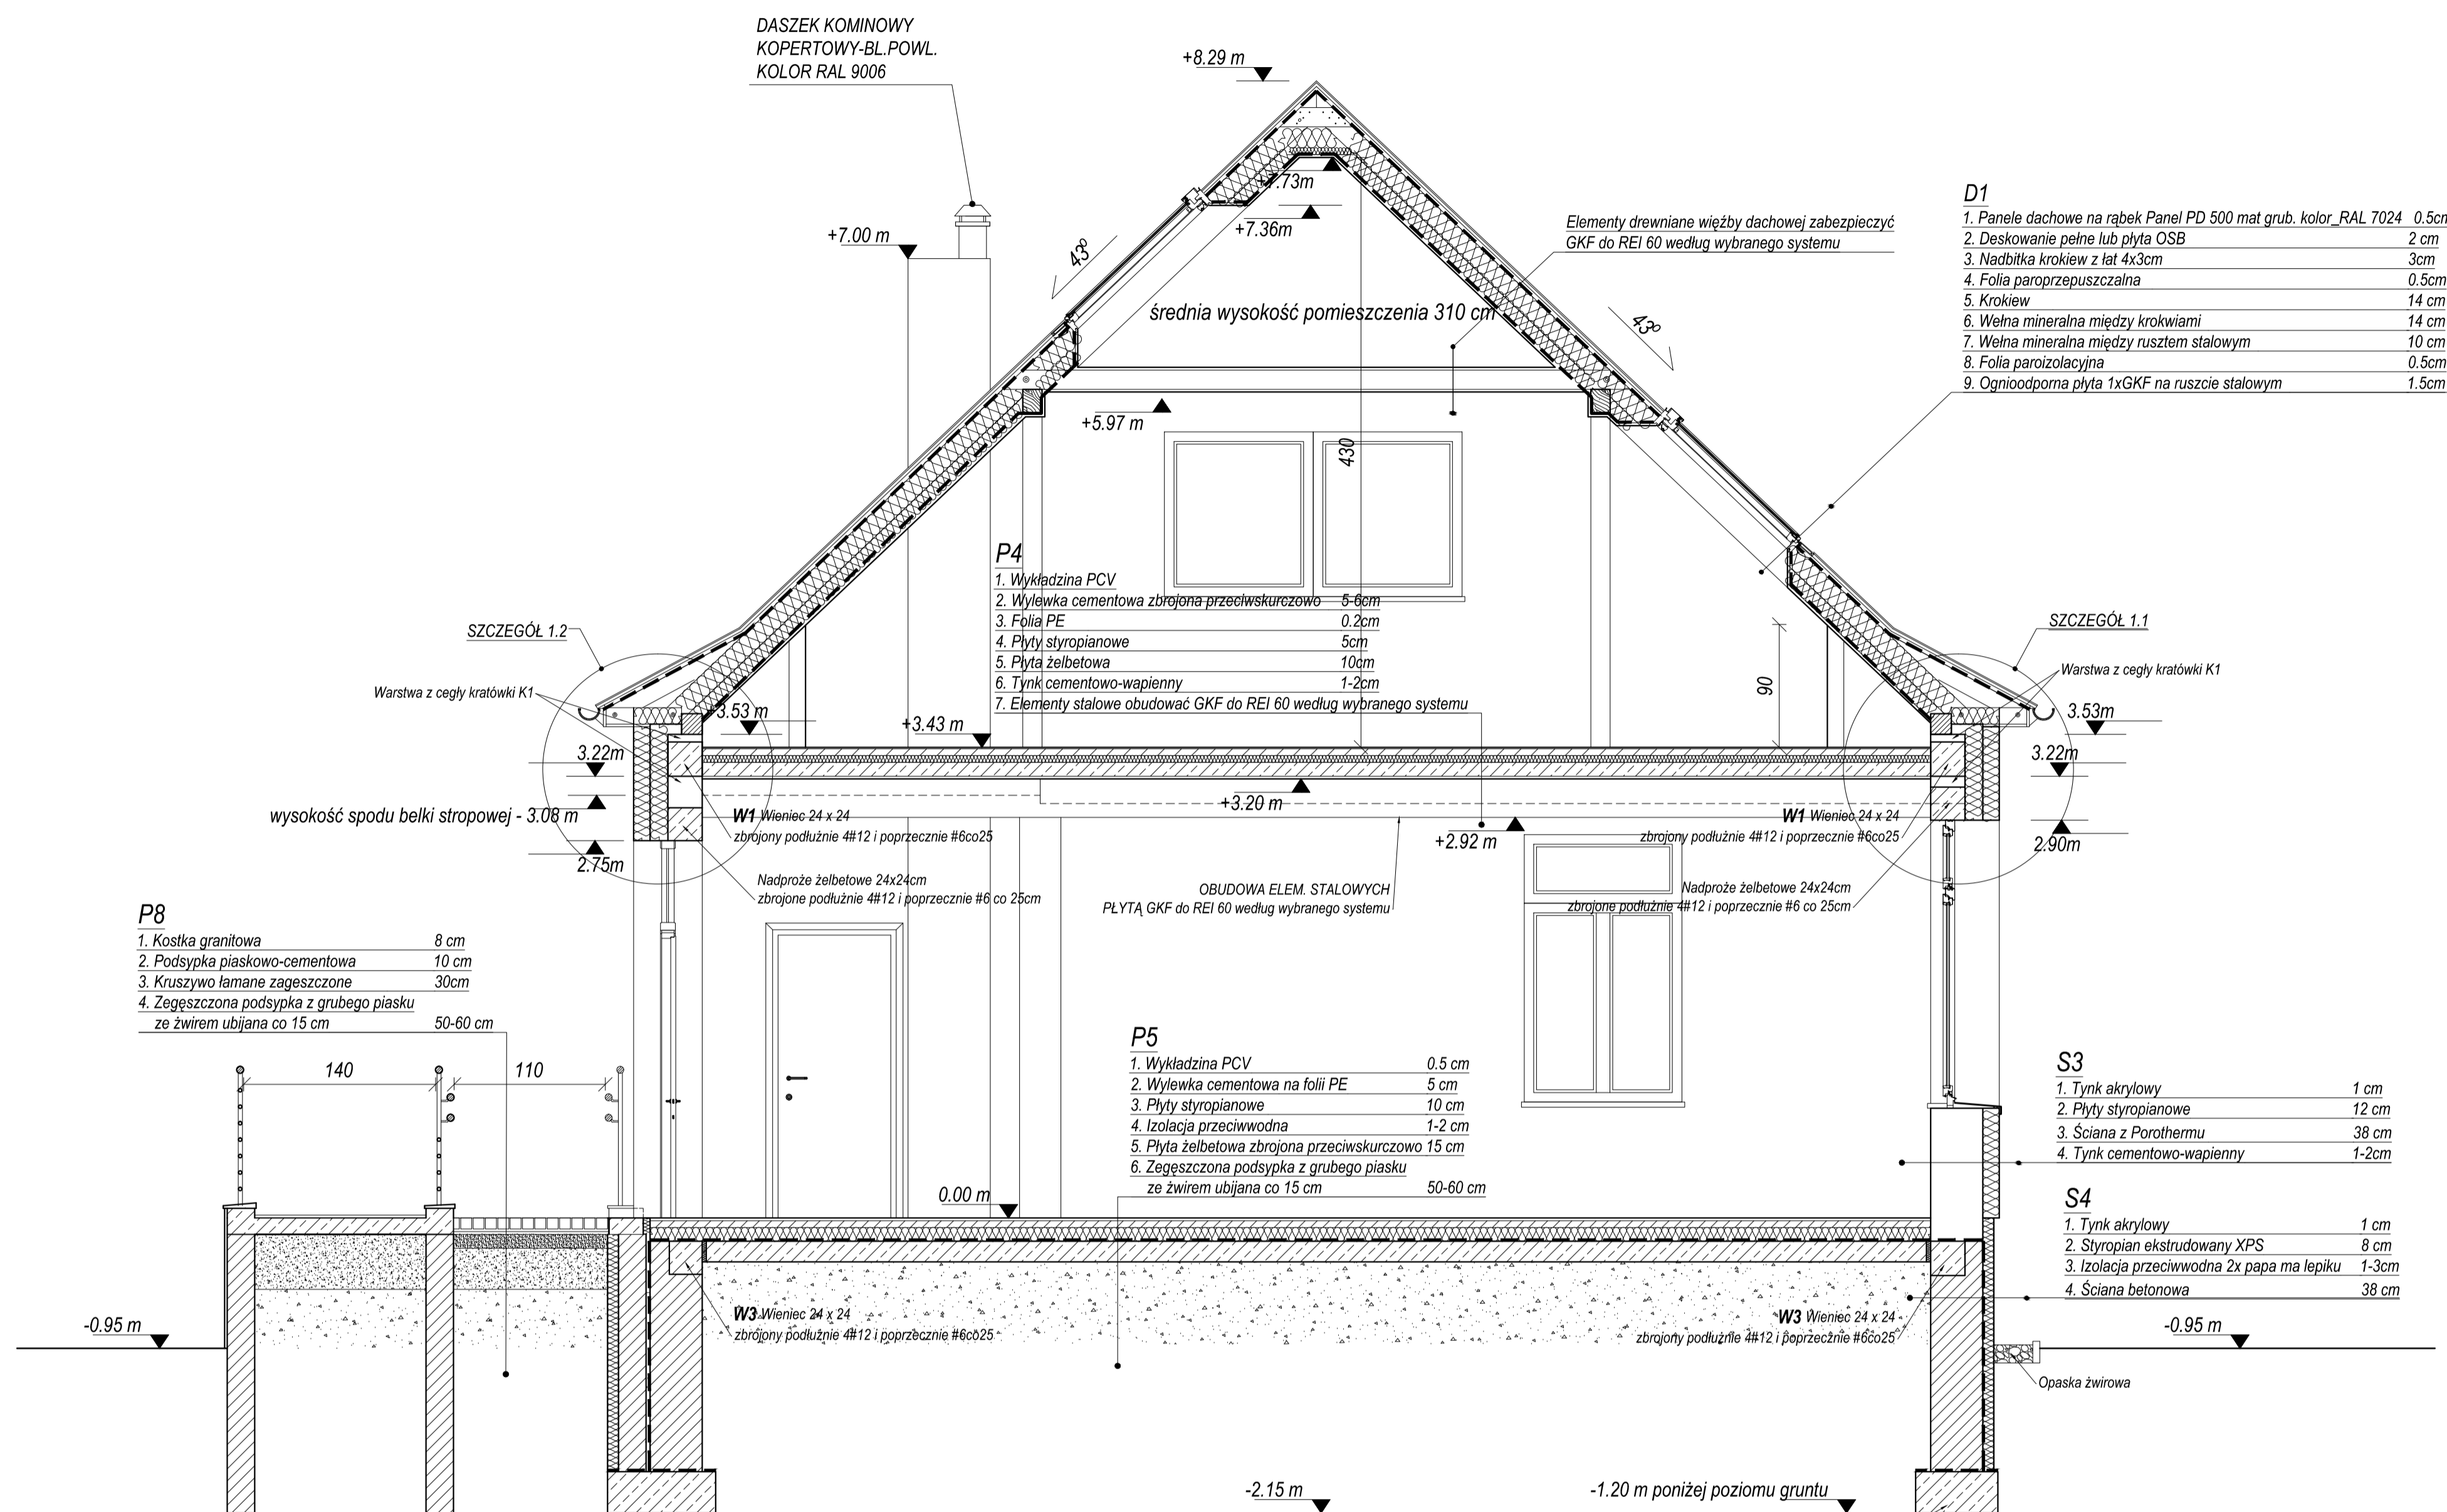 DASZEK KOMINOWY
KOPERTOWY-BL.POWL.
KOLOR RAL 9006
+8.29 m
+7.73m
+7.36m
+7.00 m
43º
43º
Elementy drewniane więźby dachowej zabezpieczyć
GKF do REI 60 według wybranego systemu
średnia wysokość pomieszczenia 310 cm
D1
1. Panele dachowe na rąbek Panel PD 500 mat grub. kolor_RAL 7024 0.5cm
2. Deskowanie pełne lub płyta OSB 2 cm
3. Nadbitka krokiew z łat 4x3cm 3cm
4. Folia paroprzepuszczalna 0.5cm
5. Krokiew 14 cm
6. Wełna mineralna między krokwiami 14 cm
7. Wełna mineralna między rusztem stalowym 10 cm
8. Folia paroizolacyjna 0.5cm
9. Ognioodporna płyta 1xGKF na ruszcie stalowym 1.5cm
+5.97 m
430
P4
1. Wykładzina PCV
2. Wylewka cementowa zbrojona przeciwskurczowo 5-6cm
3. Folia PE 0.2cm
4. Płyty styropianowe 5cm
5. Płyta żelbetowa 10cm
6. Tynk cementowo-wapienny 1-2cm
7. Elementy stalowe obudować GKF do REI 60 według wybranego systemu
SZCZEGÓŁ 1.2
SZCZEGÓŁ 1.1
Warstwa z cegły kratówki K1
Warstwa z cegły kratówki K1
90
+3.53 m
+3.43 m
3.53m
3.22m
3.22m
wysokość spodu belki stropowej - 3.08 m
2.75m
+3.20 m
+2.92 m
2.90m
W1 Wieniec 24 x 24
zbrojony podłużnie 4#12 i poprzecznie #6co25
W1 Wieniec 24 x 24
zbrojony podłużnie 4#12 i poprzecznie #6co25
Nadproże żelbetowe 24x24cm
zbrojone podłużnie 4#12 i poprzecznie #6 co 25cm
OBUDOWA ELEM. STALOWYCH
PŁYTĄ GKF do REI 60 według wybranego systemu
Nadproże żelbetowe 24x24cm
zbrojone podłużnie 4#12 i poprzecznie #6 co 25cm
P8
1. Kostka granitowa 8 cm
2. Podsypka piaskowo-cementowa 10 cm
3. Kruszywo łamane zageszczone 30cm
4. Zegęszczona podsypka z grubego piasku
ze żwirem ubijana co 15 cm 50-60 cm
140
110
P5
1. Wykładzina PCV 0.5 cm
2. Wylewka cementowa na folii PE 5 cm
3. Płyty styropianowe 10 cm
4. Izolacja przeciwwodna 1-2 cm
5. Płyta żelbetowa zbrojona przeciwskurczowo 15 cm
6. Zegęszczona podsypka z grubego piasku
ze żwirem ubijana co 15 cm 50-60 cm
S3
1. Tynk akrylowy 1 cm
2. Płyty styropianowe 12 cm
3. Ściana z Porothermu 38 cm
4. Tynk cementowo-wapienny 1-2cm
0.00 m
S4
1. Tynk akrylowy 1 cm
2. Styropian ekstrudowany XPS 8 cm
3. Izolacja przeciwwodna 2x papa ma lepiku 1-3cm
4. Ściana betonowa 38 cm
-0.95 m
W3 Wieniec 24 x 24
zbrojony podłużnie 4#12 i poprzecznie #6co25
W3 Wieniec 24 x 24
zbrojony podłużnie 4#12 i poprzecznie #6co25
-0.95 m
Opaska żwirowa
-2.15 m
-1.20 m poniżej poziomu gruntu